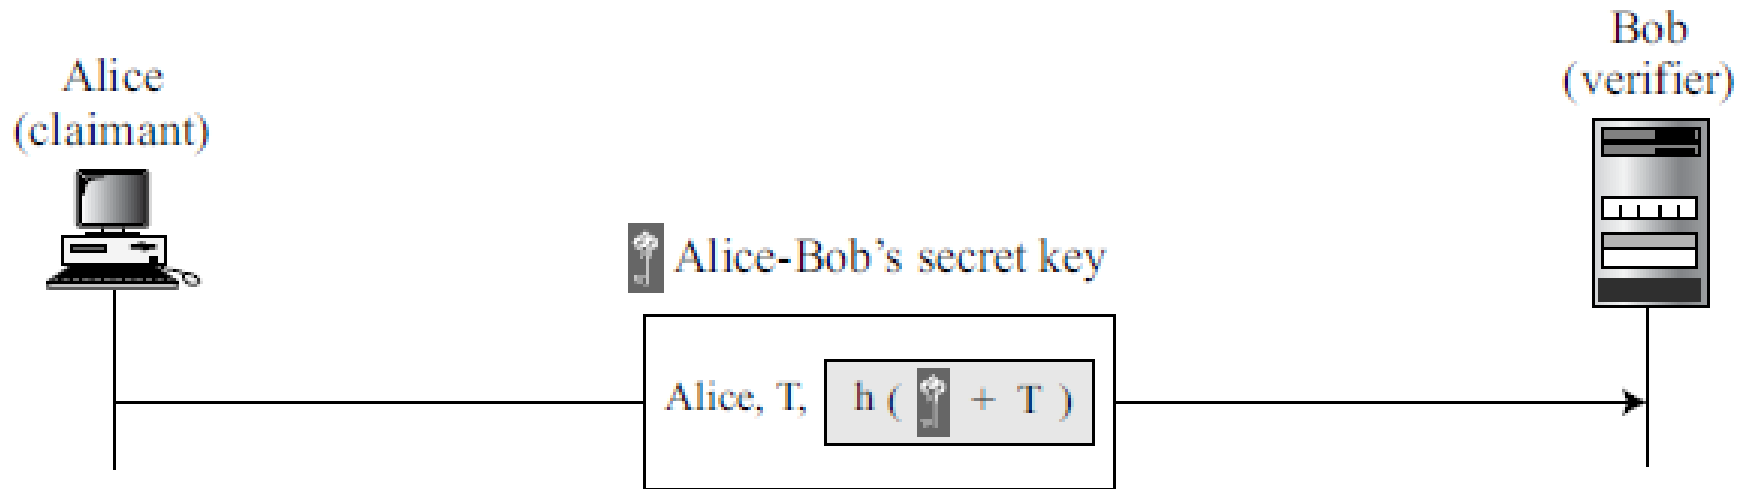 Alice
(claimant)
Bob
(verifier)
Alice-Bob's secret key
Alice, T, h ( + T )